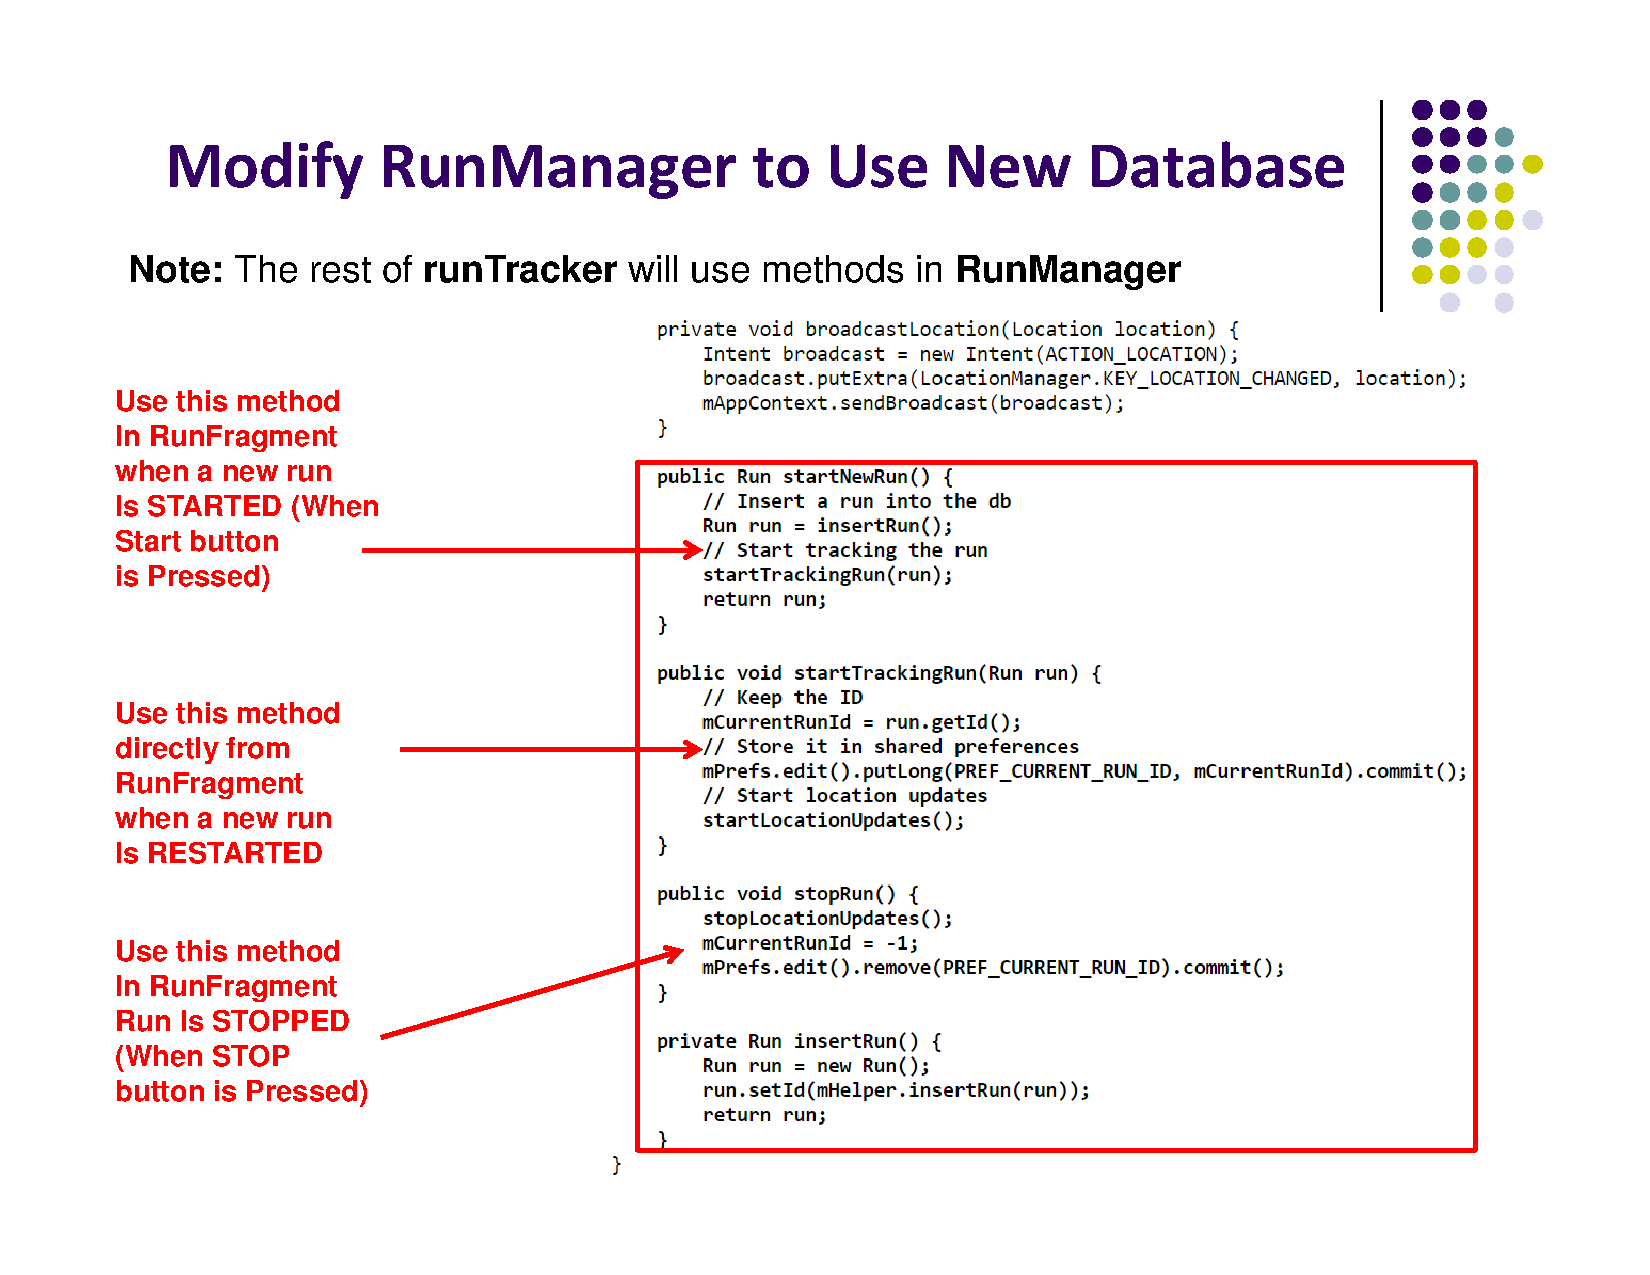 Modify RunManager to Use New Database
Note: The rest of runTracker will use methods in RunManager
private void broadcastLocation(Location location) {
Intent broadcast = new Intent(ACTION_LOCATION);
broadcast.putExtra(LocationManager.KEY_LOCATION_CHANGED, location);
mAppContext.sendBroadcast(broadcast);
}
Use this method
In RunFragment
when a new run
Is STARTED (When
Start button
is Pressed)
public Run startNewRun() {
// Insert a run into the db
Run run = insertRun();
// Start tracking the run
startTrackingRun(run);
return run;
}
Use this method
directly from
RunFragment
when a new run
Is RESTARTED
public void startTrackingRun(Run run) {
// Keep the ID
mCurrentRunId = run.getId();
// Store it in shared preferences
mPrefs.edit().putLong(PREF_CURRENT_RUN_ID, mCurrentRunId).commit();
// Start location updates
startLocationUpdates();
}
Use this method
In RunFragment
Run Is STOPPED
(When STOP
button is Pressed)
public void stopRun() {
stopLocationUpdates();
mCurrentRunId = -1;
mPrefs.edit().remove(PREF_CURRENT_RUN_ID).commit();
}
private Run insertRun() {
Run run = new Run();
run.setId(mHelper.insertRun(run));
return run;
}
}